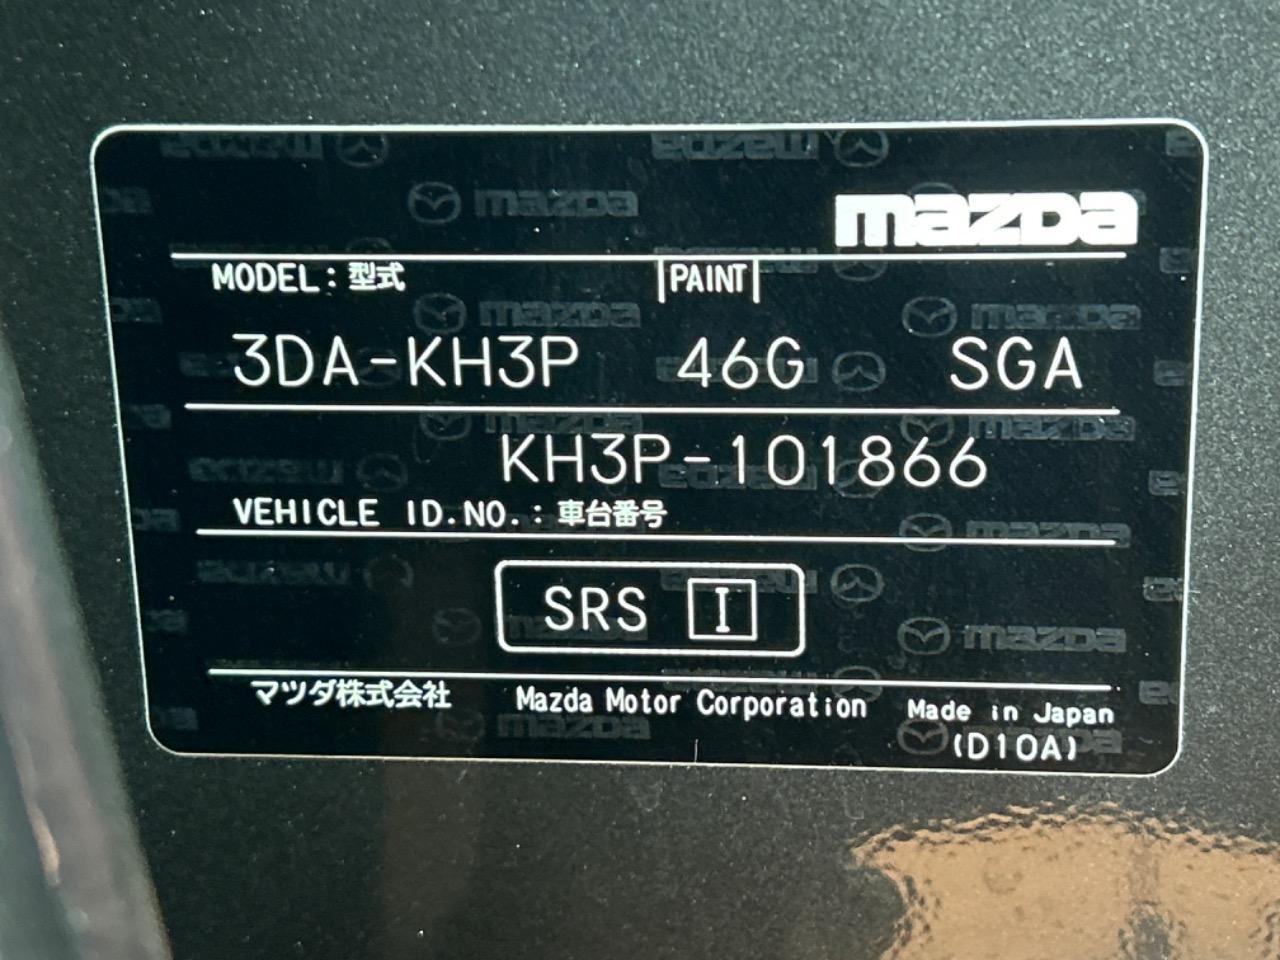 mazda
MODEL：型式 PAINT
3DA-KH3P 46G SGA
KH3P-101866
VEHICLE ID.NO.：車台番号
SRS I
マツダ株式会社 Mazda Motor Corporation Made in Japan
(D10A)